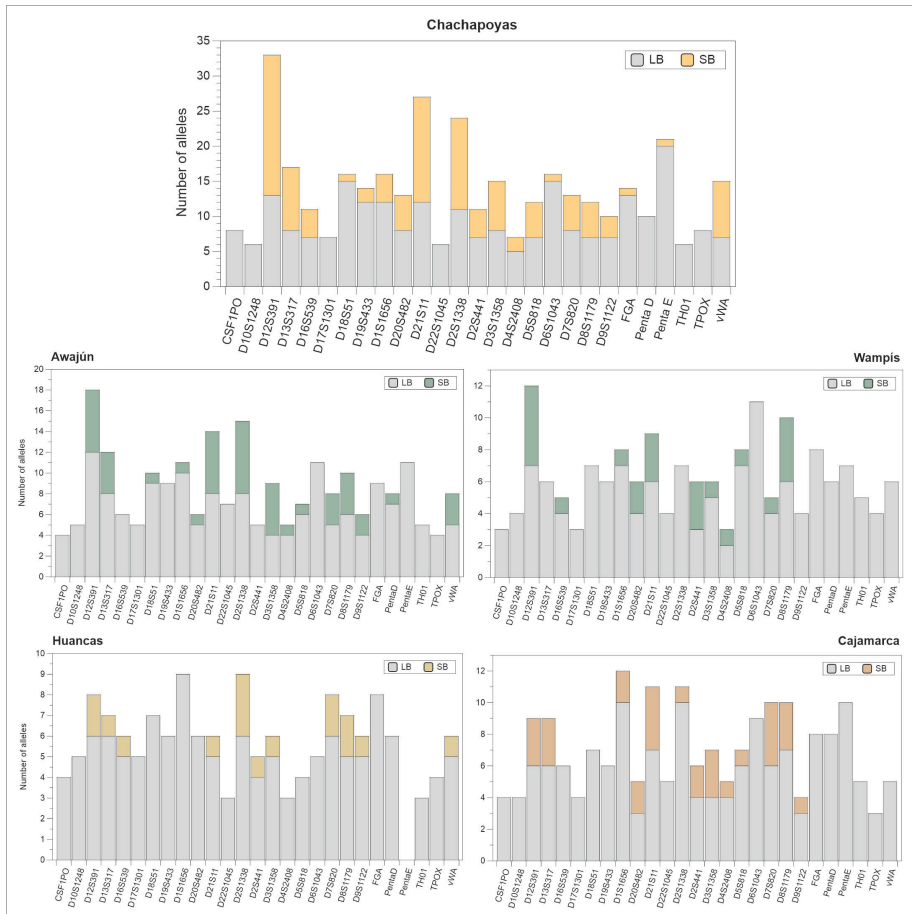 Chachapoyas
35
30
25
20
15
10
5
0
Number of alleles
LB SB
CSF1PO
D10S1248
D12S391
D13S317
D16S539
D17S1301
D18S51
D19S433
D1S1656
D20S482
D21S11
D22S1045
D2S1338
D2S441
D3S1358
D4S2408
D5S818
D6S1043
D7S820
D8S1179
D9S1122
FGA
Penta D
Penta E
TH01
TPOX
vWA
Awajún
20
18
16
14
12
10
8
6
4
2
0
Number of alleles
LB SB
CSF1PO
D10S1248
D12S391
D13S317
D16S539
D17S1301
D18S51
D19S433
D1S1656
D20S482
D21S11
D22S1045
D2S1338
D2S441
D3S1358
D4S2408
D5S818
D6S1043
D7S820
D8S1179
D9S1122
FGA
PentaD
PentaE
TH01
TPOX
vWA
Wampís
12
10
8
6
4
2
0
LB SB
CSF1PO
D10S1248
D12S391
D13S317
D16S539
D17S1301
D18S51
D19S433
D1S1656
D20S482
D21S11
D22S1045
D2S1338
D2S441
D3S1358
D4S2408
D5S818
D6S1043
D7S820
D8S1179
D9S1122
FGA
PentaD
PentaE
TH01
TPOX
vWA
Huancas
9
8
7
6
5
4
3
2
1
0
Number of alleles
LB SB
CSF1PO
D10S1248
D12S391
D13S317
D16S539
D17S1301
D18S51
D19S433
D1S1656
D20S482
D21S11
D22S1045
D2S1338
D2S441
D3S1358
D4S2408
D5S818
D6S1043
D7S820
D8S1179
D9S1122
FGA
PentaD
PentaE
TH01
TPOX
vWA
Cajamarca
12
10
8
6
4
2
0
LB SB
CSF1PO
D10S1248
D12S391
D13S317
D16S539
D17S1301
D18S51
D19S433
D1S1656
D20S482
D21S11
D22S1045
D2S1338
D2S441
D3S1358
D4S2408
D5S818
D6S1043
D7S820
D8S1179
D9S1122
FGA
PentaD
PentaE
TH01
TPOX
vWA